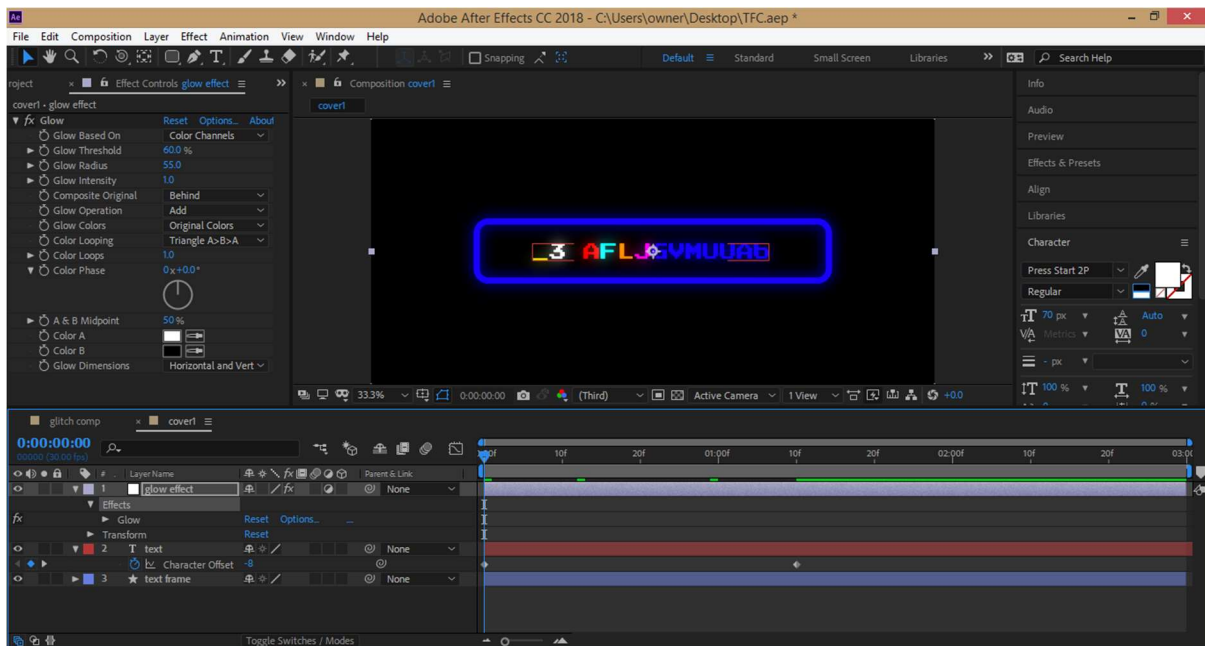 Ae
Adobe After Effects CC 2018 - C:\Users\owner\Desktop\TFC.aep *
File Edit Composition Layer Effect Animation View Window Help
Snapping Default Standard Small Screen Libraries Search Help
roject Effect Controls glow effect
Composition cover1
Info
cover1 • glow effect
cover1
Audio
fx Glow Reset Options... About
Glow Based On Color Channels
Preview
Glow Threshold 60.0 %
Glow Radius 55.0
Effects & Presets
Glow Intensity 1.0
Composite Original Behind
Align
Glow Operation Add
Glow Colors Original Colors
Libraries
Color Looping Triangle A>B>A
Character
Color Loops 1.0
Color Phase 0x+0.0°
Press Start 2P
Regular
A & B Midpoint 50 %
70 px Auto
Color A
Metrics 0
Color B
Glow Dimensions Horizontal and Vert
- px
100 % 100 %
33.3% 0:00:00:00 (Third) Active Camera 1 View +0.0
glitch comp cover1
0:00:00:00
00000 (30.00 fps)
10f 20f 01:00f 10f 20f 02:00f 10f 20f 03:00
# Layer Name Parent & Link
1 glow effect None
Effects
fx Glow Reset Options... ...
Transform Reset
2 T text None
Character Offset -8
3 text frame None
Toggle Switches / Modes